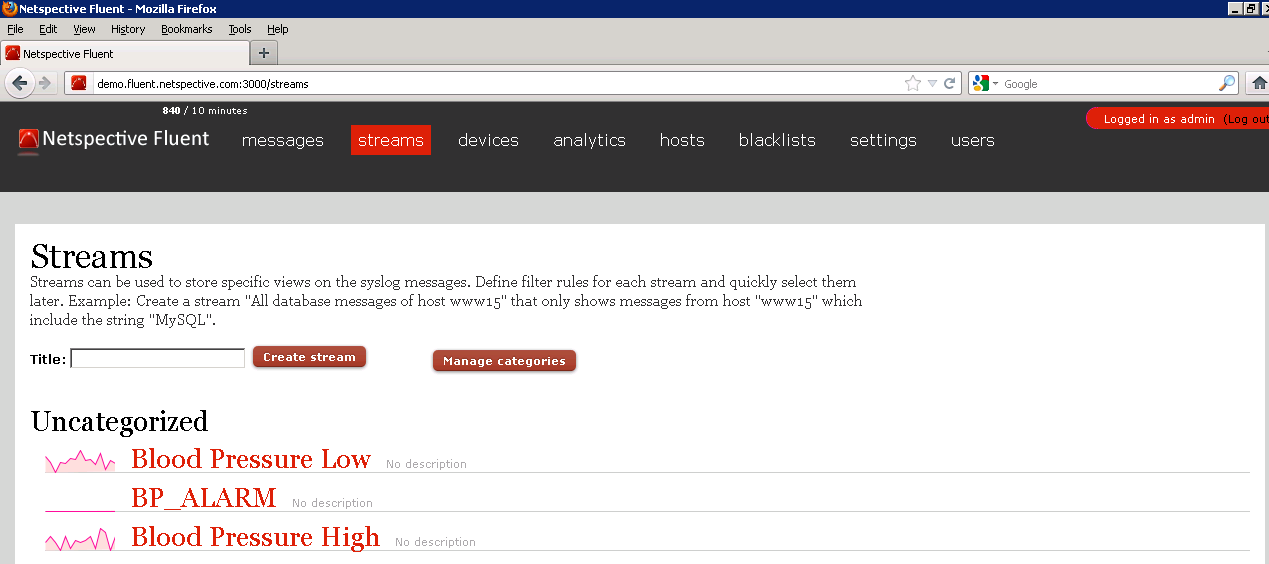 Netspective Fluent - Mozilla Firefox
File Edit View History Bookmarks Tools Help
Netspective Fluent
demo.fluent.netspective.com:3000/streams
Google
840 / 10 minutes
Logged in as admin (Log out
Netspective Fluent
messages streams devices analytics hosts blacklists settings users
Streams
Streams can be used to store specific views on the syslog messages. Define filter rules for each stream and quickly select them
later. Example: Create a stream "All database messages of host www15" that only shows messages from host "www15" which
include the string "MySQL".
Title: Create stream Manage categories
Uncategorized
Blood Pressure Low No description
BP_ALARM No description
Blood Pressure High No description